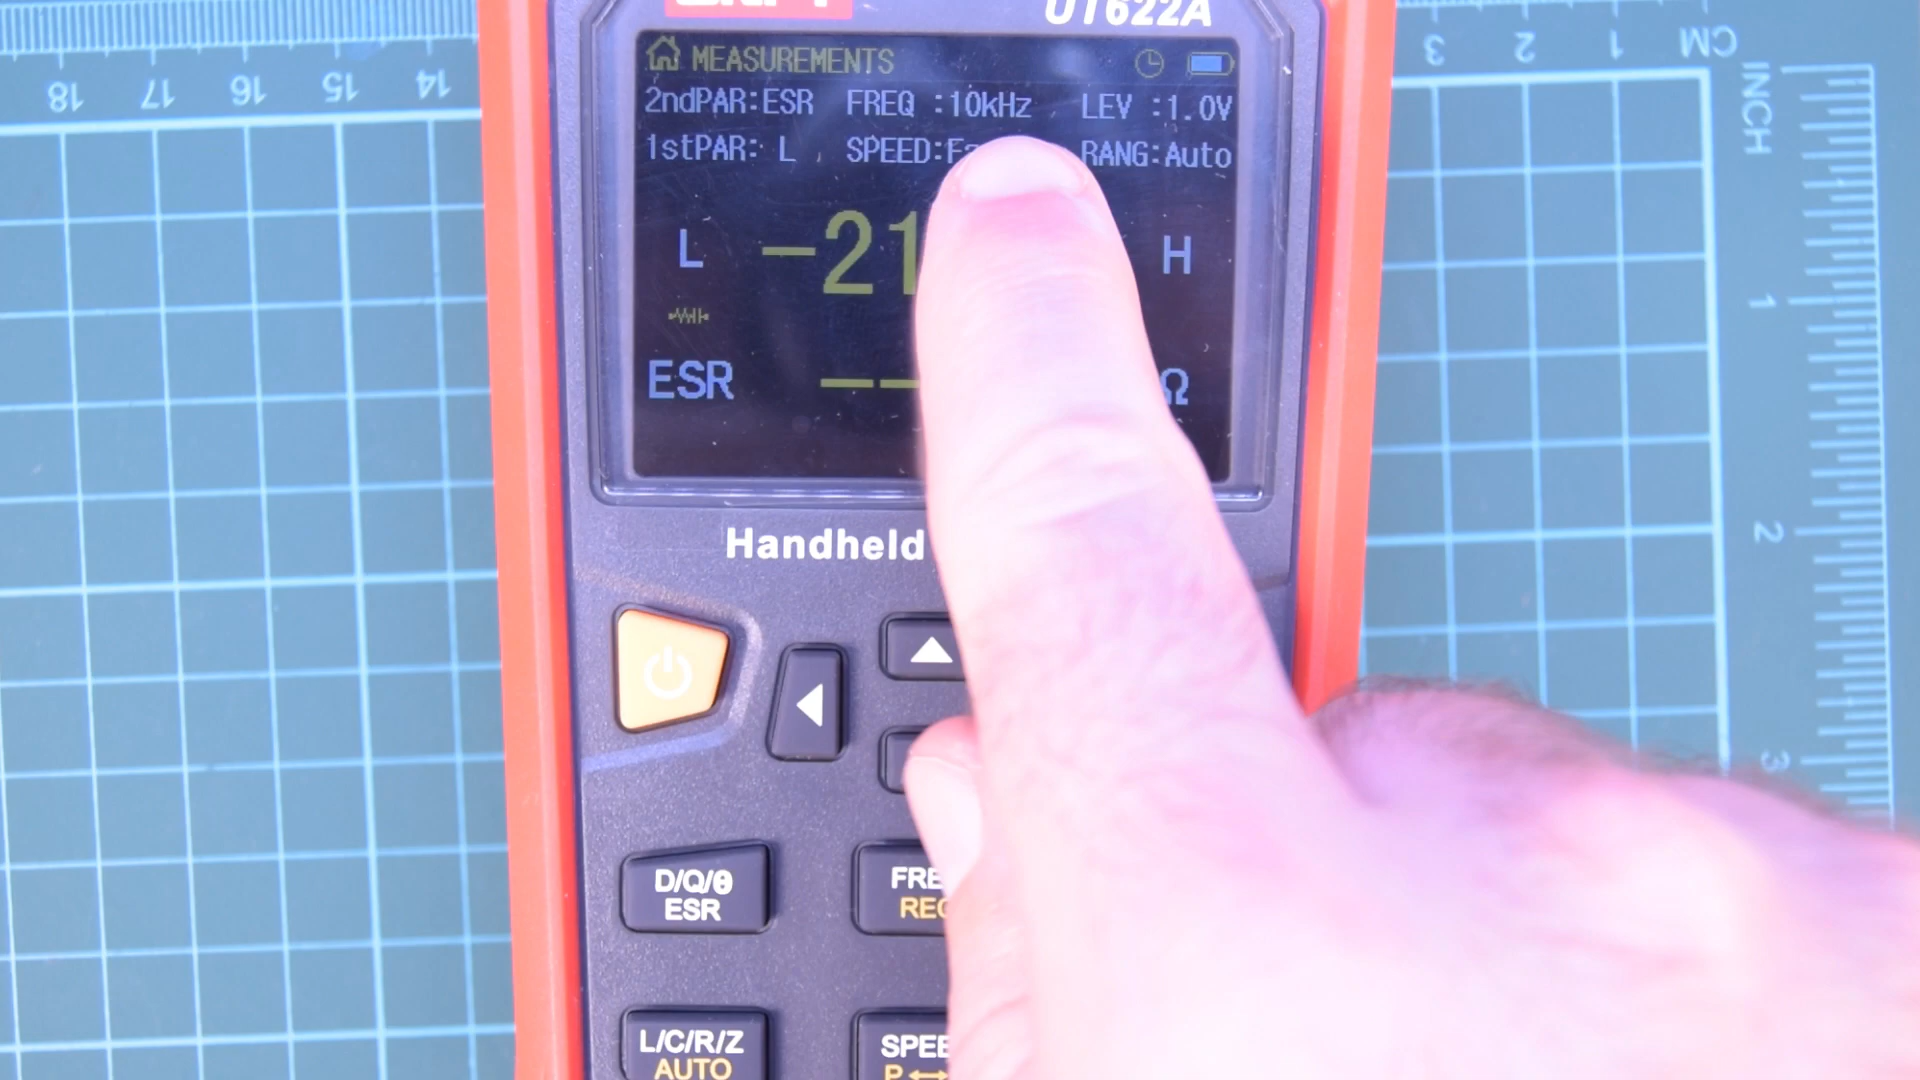 UT622A
MEASUREMENTS
2ndPAR:ESR FREQ :10kHz LEV :1.0V
1stPAR: L SPEED: RANG:Auto
L -21 H
ESR -- Ω
Handheld
D/Q/θ
ESR
L/C/R/Z
AUTO
P ↔
18 17 16 15 14
3 2 1 CM
INCH
1
2
3